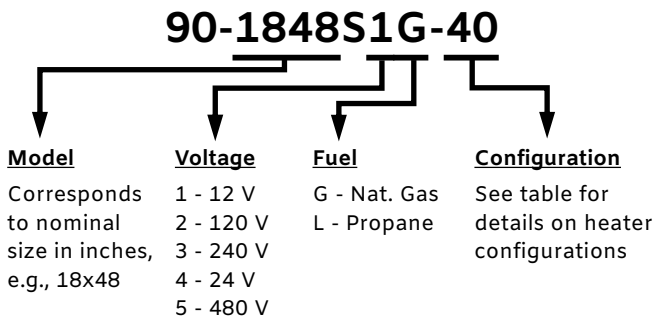 90-1848S1G-40
Model
Corresponds
to nominal
size in inches,
e.g., 18x48
Voltage
1 - 12 V
2 - 120 V
3 - 240 V
4 - 24 V
5 - 480 V
Fuel
G - Nat. Gas
L - Propane
Configuration
See table for
details on heater
configurations